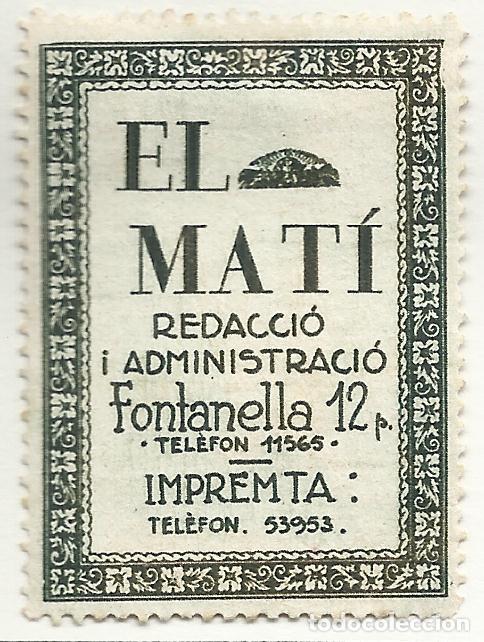 EL
MATÍ
REDACCIÓ
i ADMINISTRACIÓ
Fontanella 12 p.
· TELÈFON 11565 ·
IMPREMTA :
TELÈFON. 53953.
todocoleccion